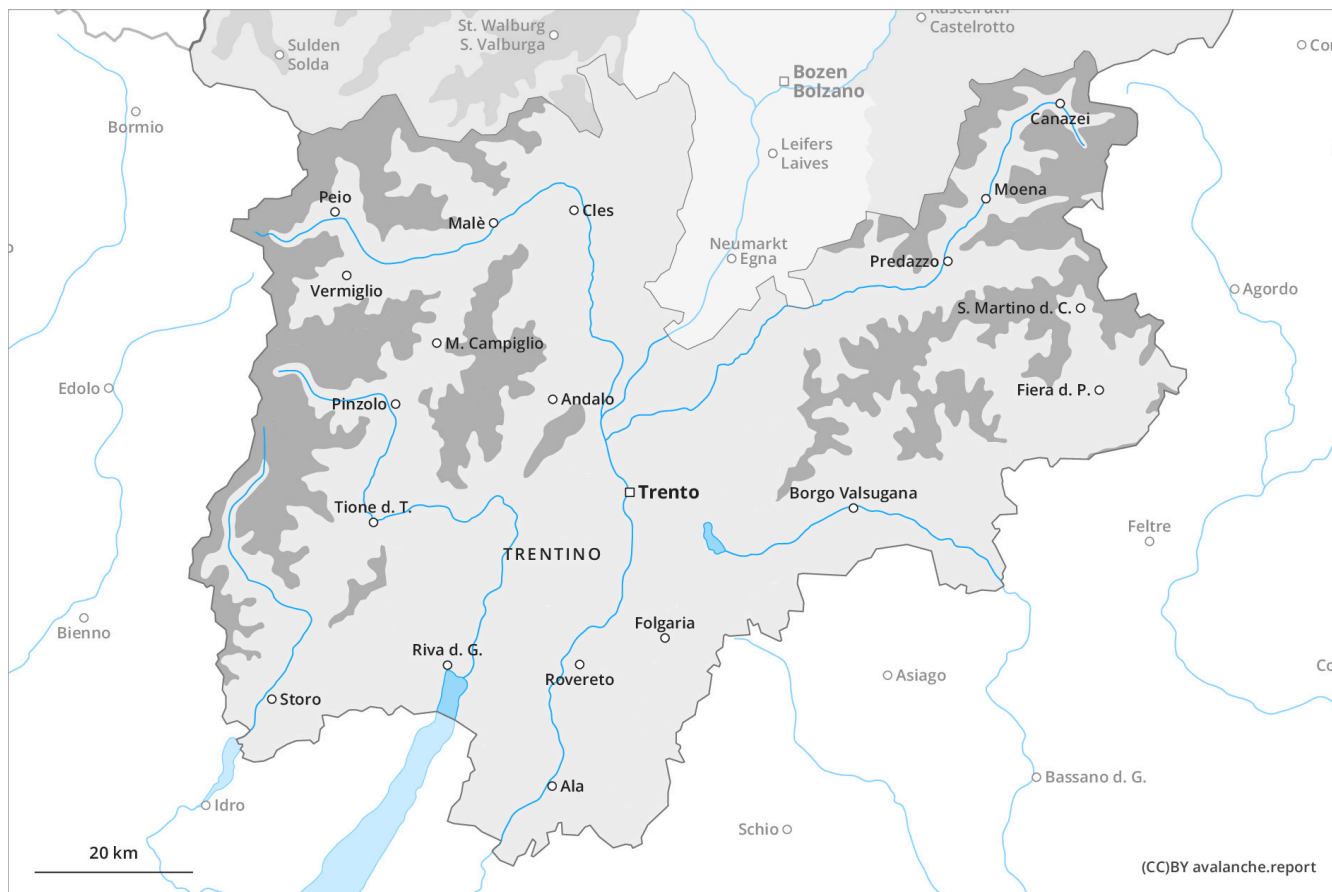 Kastelruth
Castelrotto
St. Walburg
S. Valburga
Sulden
Solda
Bozen
Bolzano
Bormio
Canazei
Leifers
Laives
Moena
Peio
Malè
Cles
Neumarkt
Egna
Predazzo
Vermiglio
Agordo
S. Martino d. C.
M. Campiglio
Edolo
Pinzolo
Andalo
Fiera d. P.
Trento
Borgo Valsugana
Tione d. T.
Feltre
TRENTINO
Bienno
Folgaria
Riva d. G.
Rovereto
Asiago
Storo
Bassano d. G.
Ala
Idro
Schio
20 km
(CC)BY avalanche.report